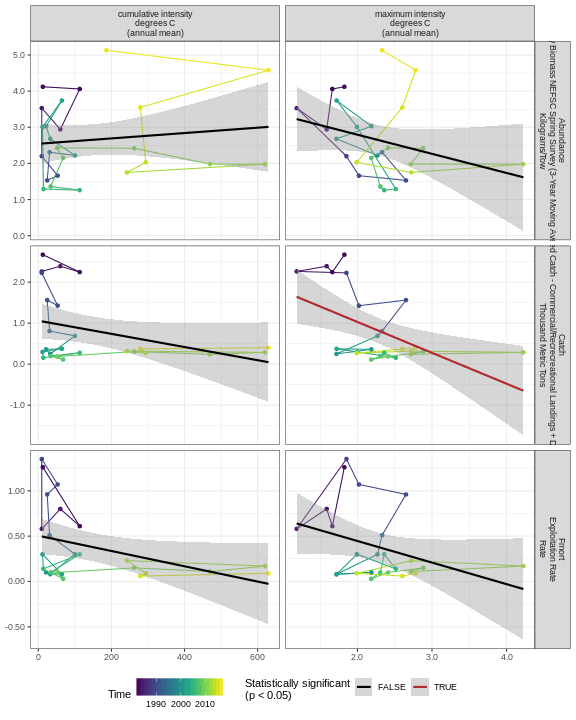 cumulative intensity
degrees C
(annual mean)
maximum intensity
degrees C
(annual mean)
5.0
4.0
3.0
2.0
1.0
0.0
Abundance
Biomass NEFSC Spring Survey (3-Year Moving
Kilograms/Tow
2.0
1.0
0.0
-1.0
Catch
Catch - Commercial/Recreational Landings +
Thousand Metric Tons
1.00
0.50
0.00
-0.50
Fmort
Exploitation Rate
Rate
0
200
400
600
2.0
3.0
4.0
Time
1990 2000 2010
Statistically significant
(p < 0.05)
FALSE
TRUE